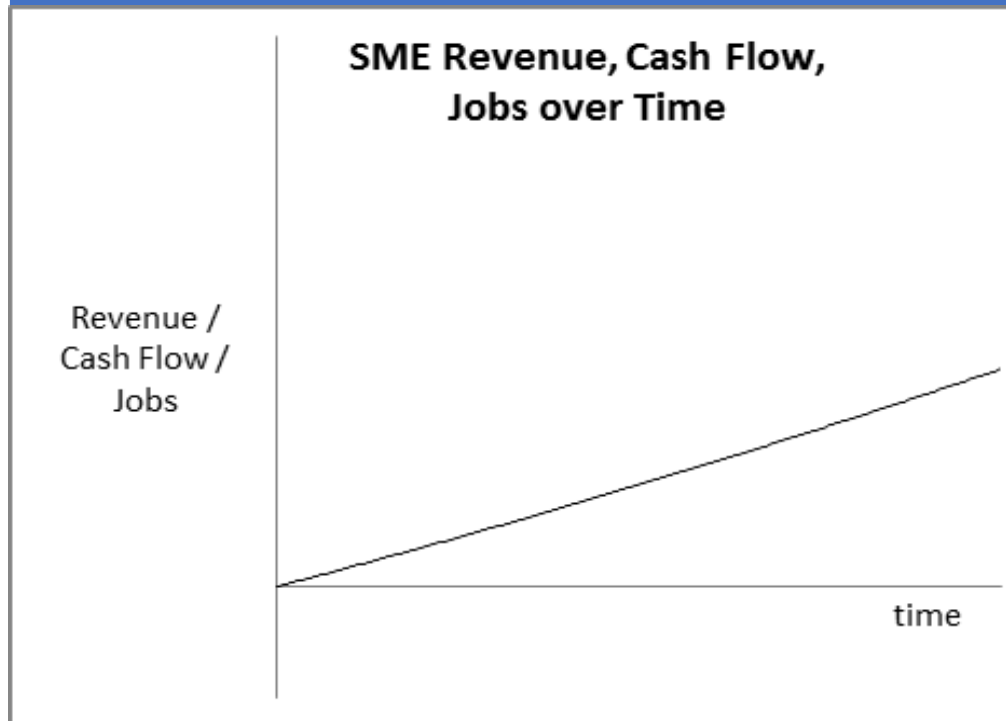 SME Revenue, Cash Flow,
Jobs over Time
Revenue /
Cash Flow /
Jobs
time